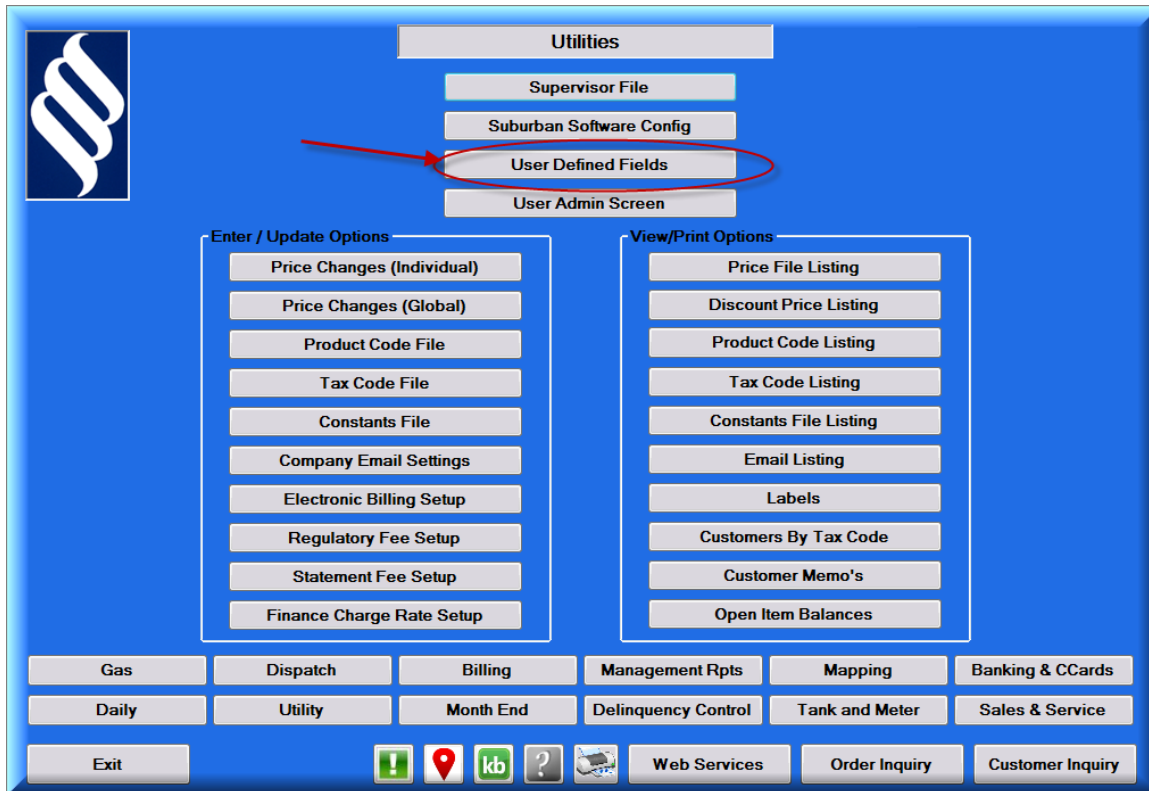 Utilities
Supervisor File
Suburban Software Config
User Defined Fields
User Admin Screen
Enter / Update Options
Price Changes (Individual)
Price Changes (Global)
Product Code File
Tax Code File
Constants File
Company Email Settings
Electronic Billing Setup
Regulatory Fee Setup
Statement Fee Setup
Finance Charge Rate Setup
View/Print Options
Price File Listing
Discount Price Listing
Product Code Listing
Tax Code Listing
Constants File Listing
Email Listing
Labels
Customers By Tax Code
Customer Memo's
Open Item Balances
Gas Dispatch Billing Management Rpts Mapping Banking & CCards
Daily Utility Month End Delinquency Control Tank and Meter Sales & Service
Exit ! kb ? Web Services Order Inquiry Customer Inquiry